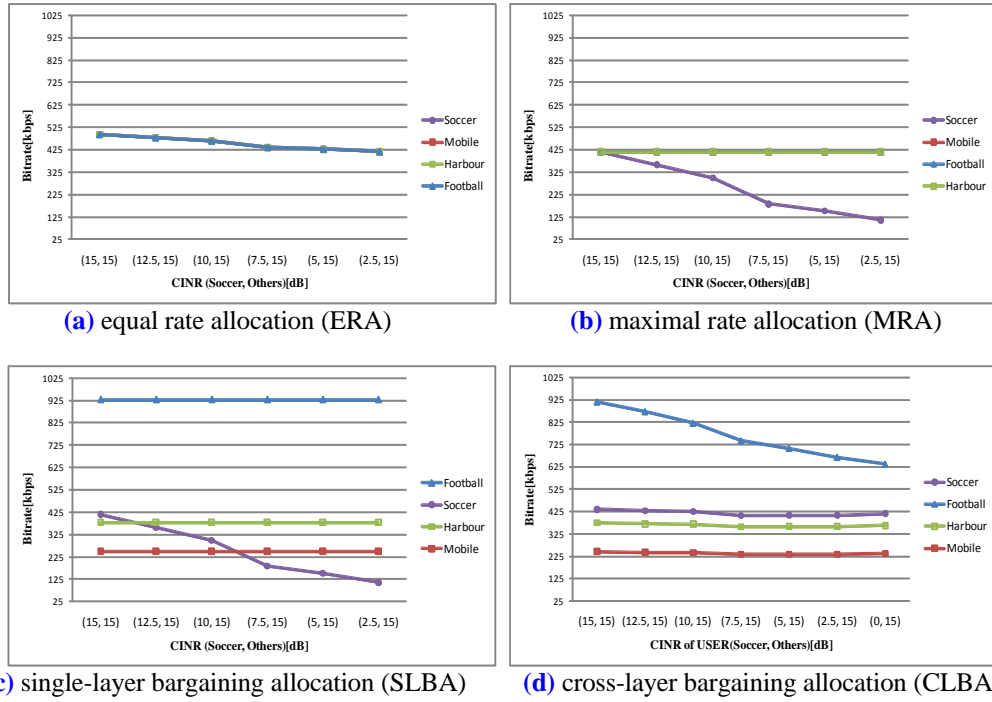 1025
925
825
725
625
525
425
325
225
125
25
Bitrate[kbps]
(15, 15) (12.5, 15) (10, 15) (7.5, 15) (5, 15) (2.5, 15)
CINR (Soccer, Others)[dB]
Soccer
Mobile
Harbour
Football
(a) equal rate allocation (ERA)
1025
925
825
725
625
525
425
325
225
125
25
Bitrate[kbps]
(15, 15) (12.5, 15) (10, 15) (7.5, 15) (5, 15) (2.5, 15)
CINR (Soccer, Others)[dB]
Soccer
Mobile
Football
Harbour
(b) maximal rate allocation (MRA)
1025
925
825
725
625
525
425
325
225
125
25
Bitrate[kbps]
(15, 15) (12.5, 15) (10, 15) (7.5, 15) (5, 15) (2.5, 15)
CINR (Soccer, Others)[dB]
Football
Soccer
Harbour
Mobile
c) single-layer bargaining allocation (SLBA)
1025
925
825
725
625
525
425
325
225
125
25
Bitrate[kbps]
(15, 15) (12.5, 15) (10, 15) (7.5, 15) (5, 15) (2.5, 15) (0, 15)
CINR of USER(Soccer, Others)[dB]
Soccer
Football
Harbour
Mobile
(d) cross-layer bargaining allocation (CLBA